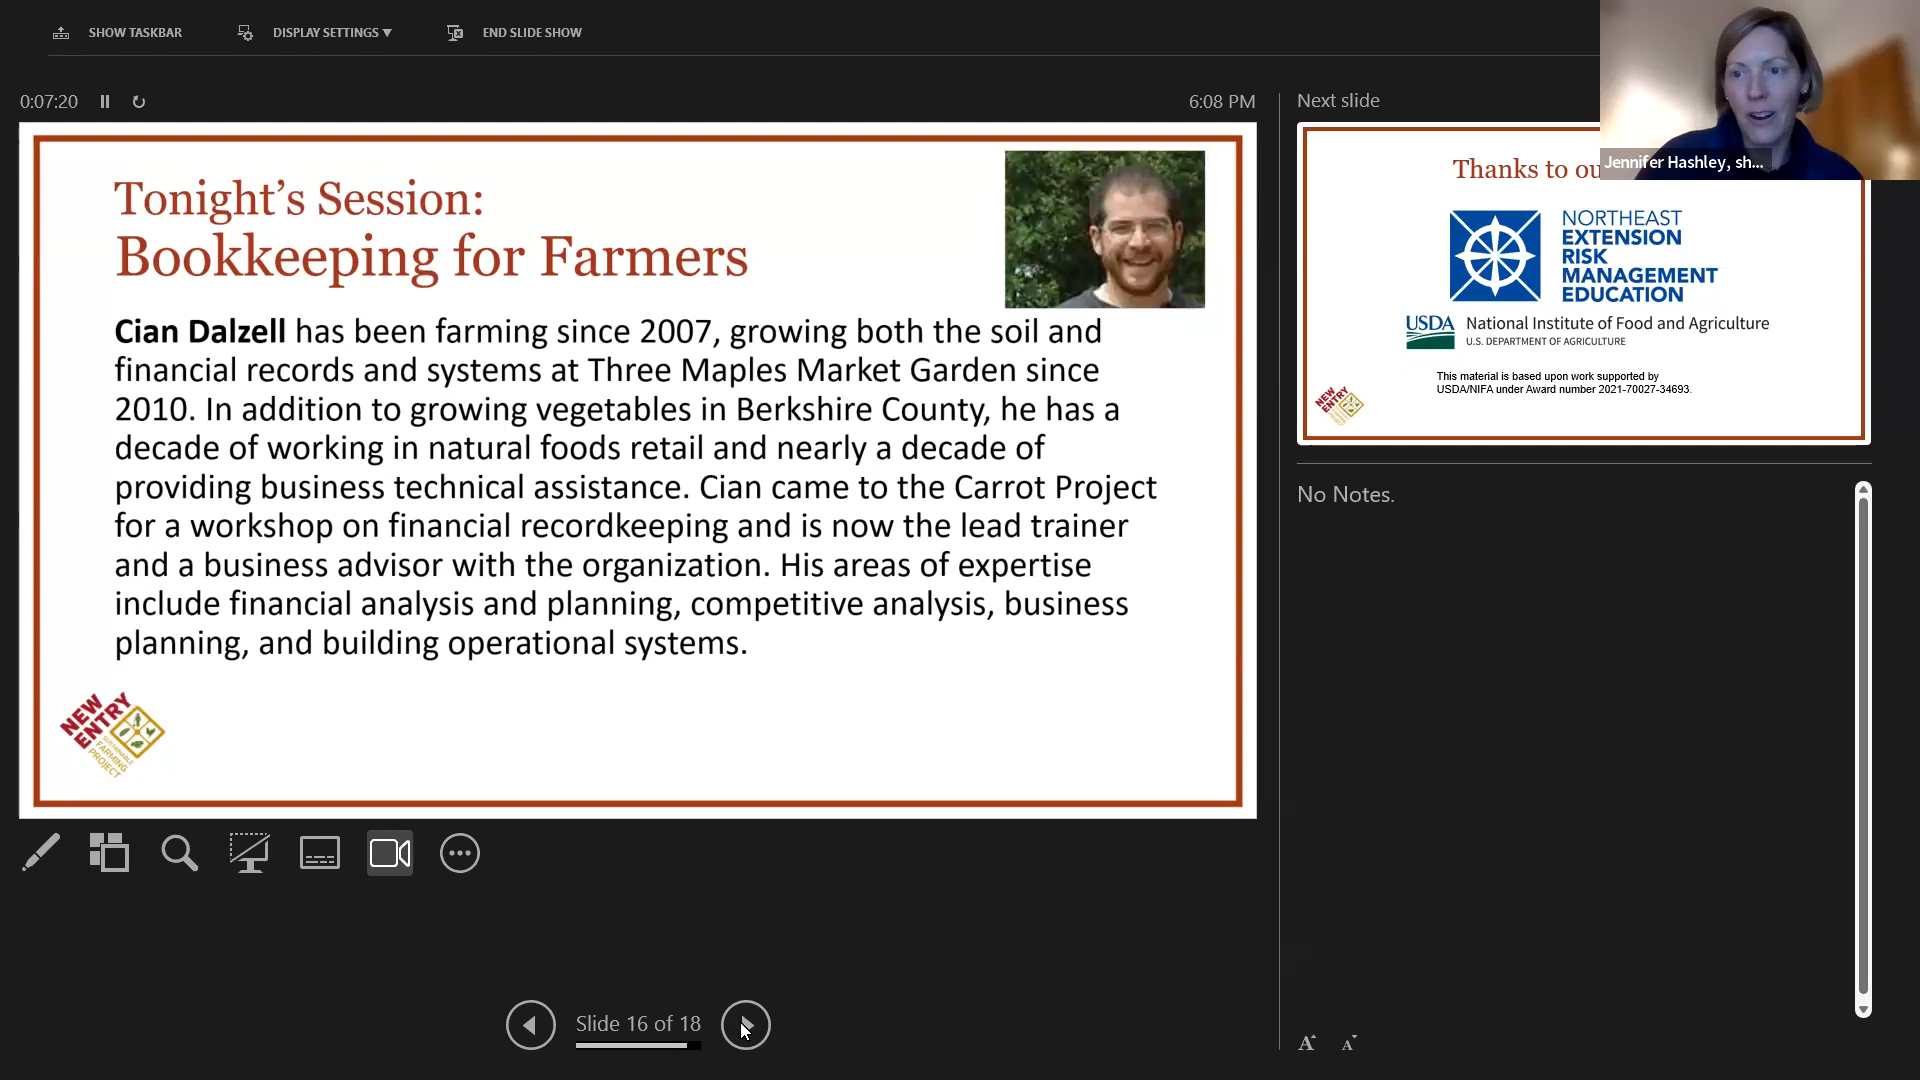 SHOW TASKBAR
DISPLAY SETTINGS ▼
END SLIDE SHOW
0:07:20
6:08 PM
Tonight's Session:
Bookkeeping for Farmers
Cian Dalzell has been farming since 2007, growing both the soil and
financial records and systems at Three Maples Market Garden since
2010. In addition to growing vegetables in Berkshire County, he has a
decade of working in natural foods retail and nearly a decade of
providing business technical assistance. Cian came to the Carrot Project
for a workshop on financial recordkeeping and is now the lead trainer
and a business advisor with the organization. His areas of expertise
include financial analysis and planning, competitive analysis, business
planning, and building operational systems.
NEW
ENTRY
SUSTAINABLE
FARMING
PROJECT
Slide 16 of 18
Next slide
Jennifer Hashley, sh...
Thanks to ou
NORTHEAST
EXTENSION
RISK
MANAGEMENT
EDUCATION
USDA National Institute of Food and Agriculture
U.S. DEPARTMENT OF AGRICULTURE
This material is based upon work supported by
USDA/NIFA under Award number 2021-70027-34693.
NEW
ENTRY
No Notes.
A A